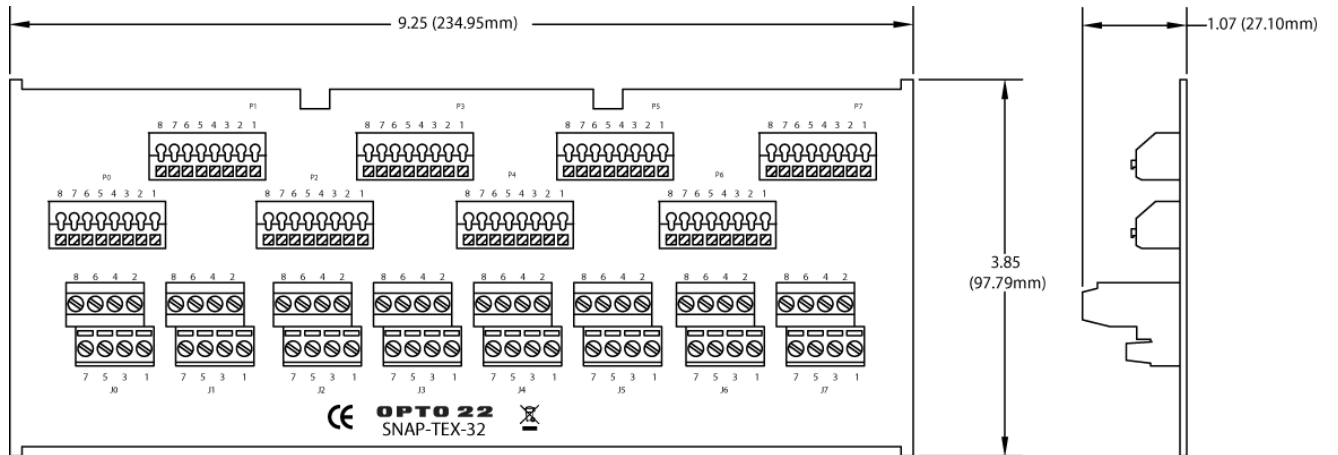 9.25 (234.95mm)
1.07 (27.10mm)
P1 P3 P5 P7
8 7 6 5 4 3 2 1 8 7 6 5 4 3 2 1 8 7 6 5 4 3 2 1 8 7 6 5 4 3 2 1
P0 P2 P4 P6
8 7 6 5 4 3 2 1 8 7 6 5 4 3 2 1 8 7 6 5 4 3 2 1 8 7 6 5 4 3 2 1
3.85
(97.79mm)
8 6 4 2 8 6 4 2 8 6 4 2 8 6 4 2 8 6 4 2 8 6 4 2 8 6 4 2 8 6 4 2
7 5 3 1 7 5 3 1 7 5 3 1 7 5 3 1 7 5 3 1 7 5 3 1 7 5 3 1 7 5 3 1
J0 J1 J2 J3 J4 J5 J6 J7
CE OPTO 22
SNAP-TEX-32